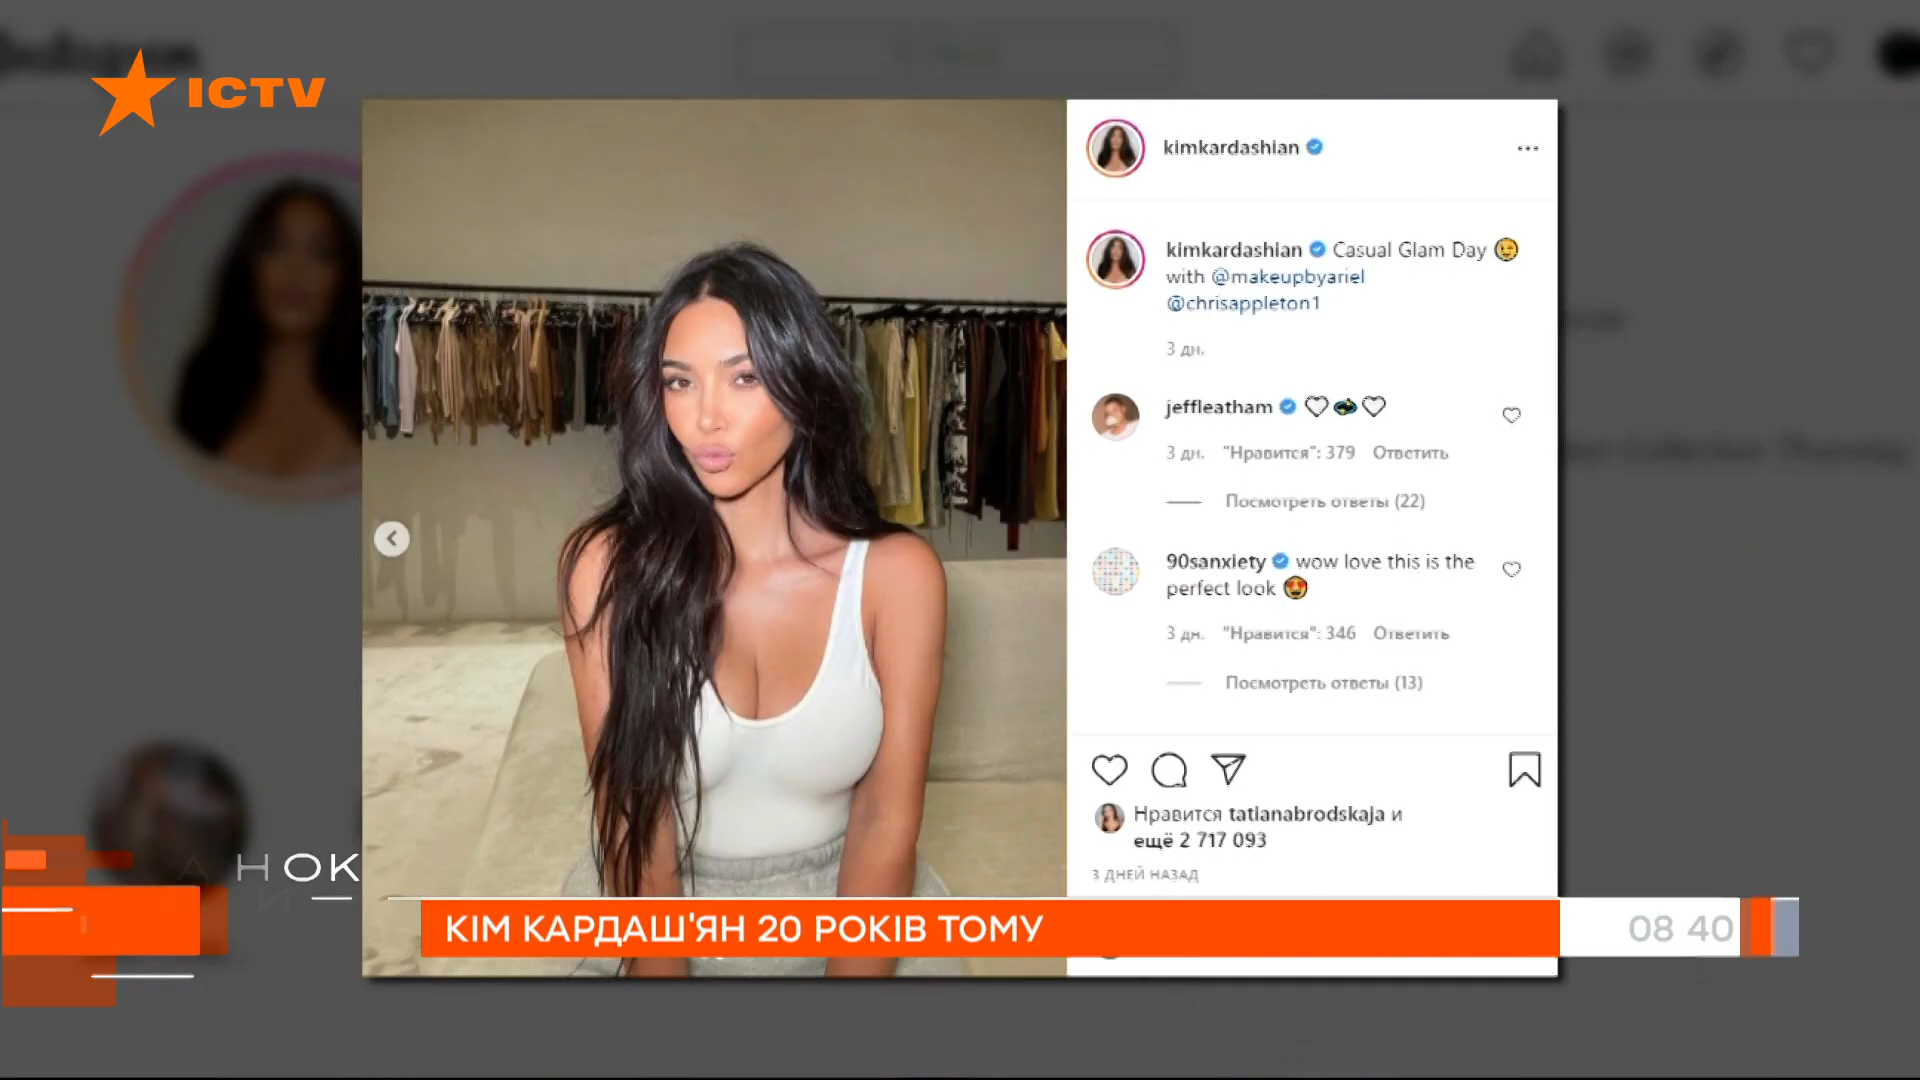 ICTV
kimkardashian
kimkardashian Casual Glam Day 😉
with @makeupbyariel
@chrisappleton1
3 дн.
jeffleatham
3 дн. "Нравится": 379 Ответить
Посмотреть ответы (22)
90sanxiety wow love this is the
perfect look 😍
3 дн. "Нравится": 346 Ответить
Посмотреть ответы (13)
Нравится tatianabrodskaja и
ещё 2 717 093
3 ДНЕЙ НАЗАД
КІМ КАРДАШ'ЯН 20 РОКІВ ТОМУ
08 40